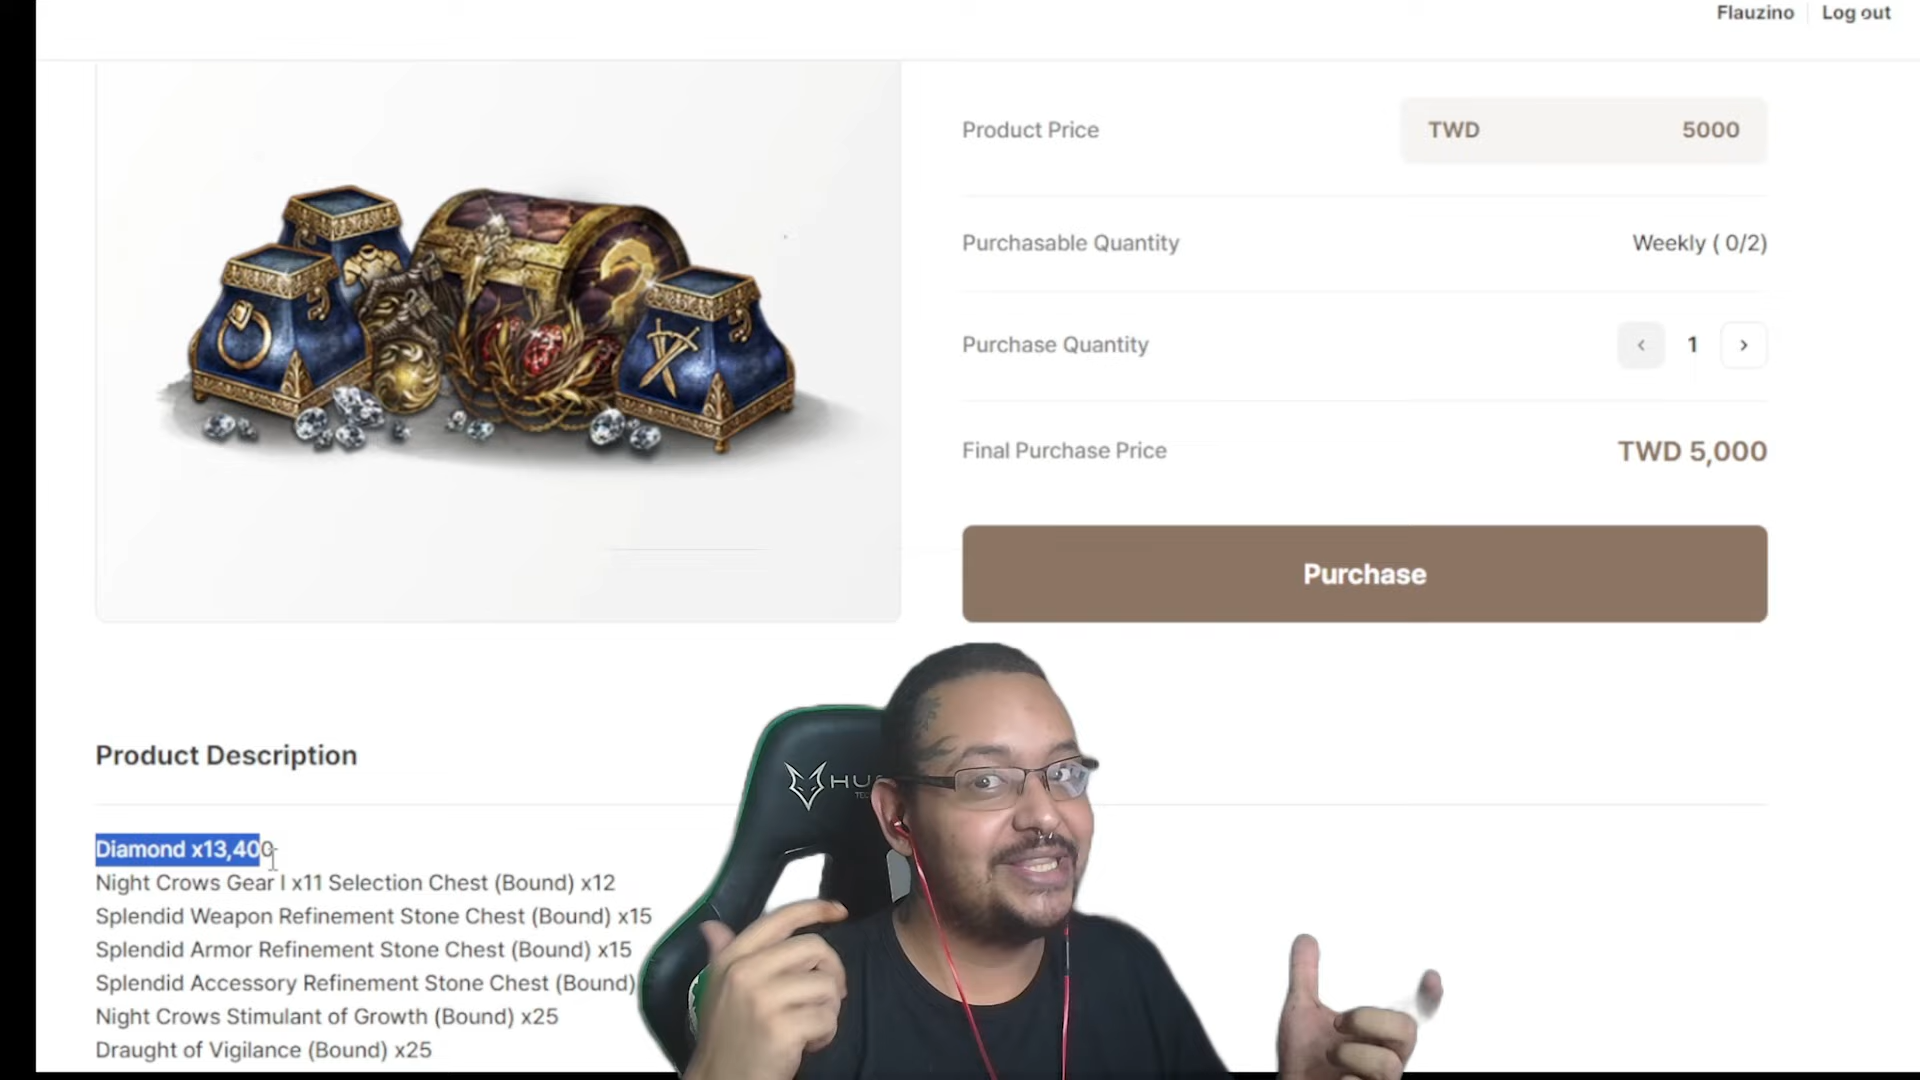 Flauzino
Log out
Product Price
TWD 5000
Purchasable Quantity
Weekly ( 0/2)
Purchase Quantity
‹ 1 ›
Final Purchase Price
TWD 5,000
Purchase
Product Description
Diamond x13,400
Night Crows Gear I x11 Selection Chest (Bound) x12
Splendid Weapon Refinement Stone Chest (Bound) x15
Splendid Armor Refinement Stone Chest (Bound) x15
Splendid Accessory Refinement Stone Chest (Bound)
Night Crows Stimulant of Growth (Bound) x25
Draught of Vigilance (Bound) x25